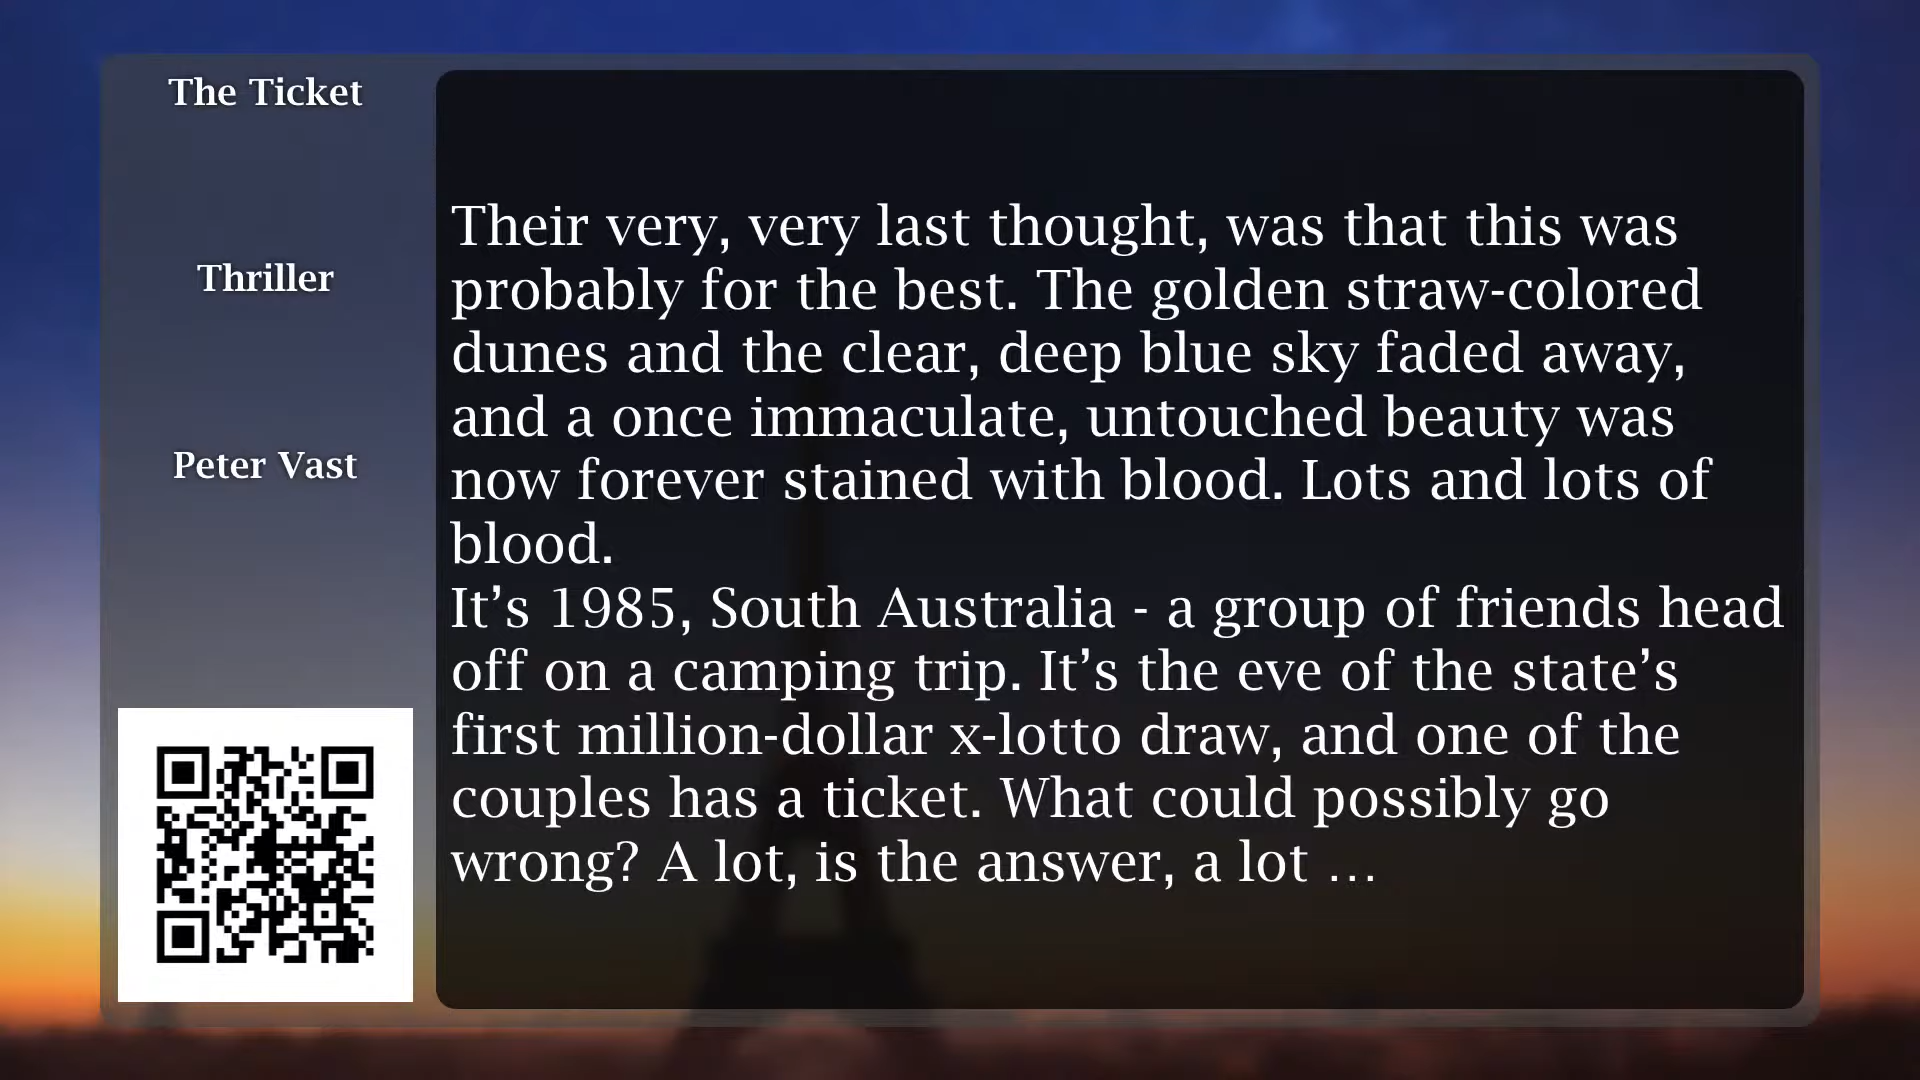 The Ticket
Thriller
Peter Vast
Their very, very last thought, was that this was
probably for the best. The golden straw-colored
dunes and the clear, deep blue sky faded away,
and a once immaculate, untouched beauty was
now forever stained with blood. Lots and lots of
blood.
It’s 1985, South Australia - a group of friends head
off on a camping trip. It’s the eve of the state’s
first million-dollar x-lotto draw, and one of the
couples has a ticket. What could possibly go
wrong? A lot, is the answer, a lot …